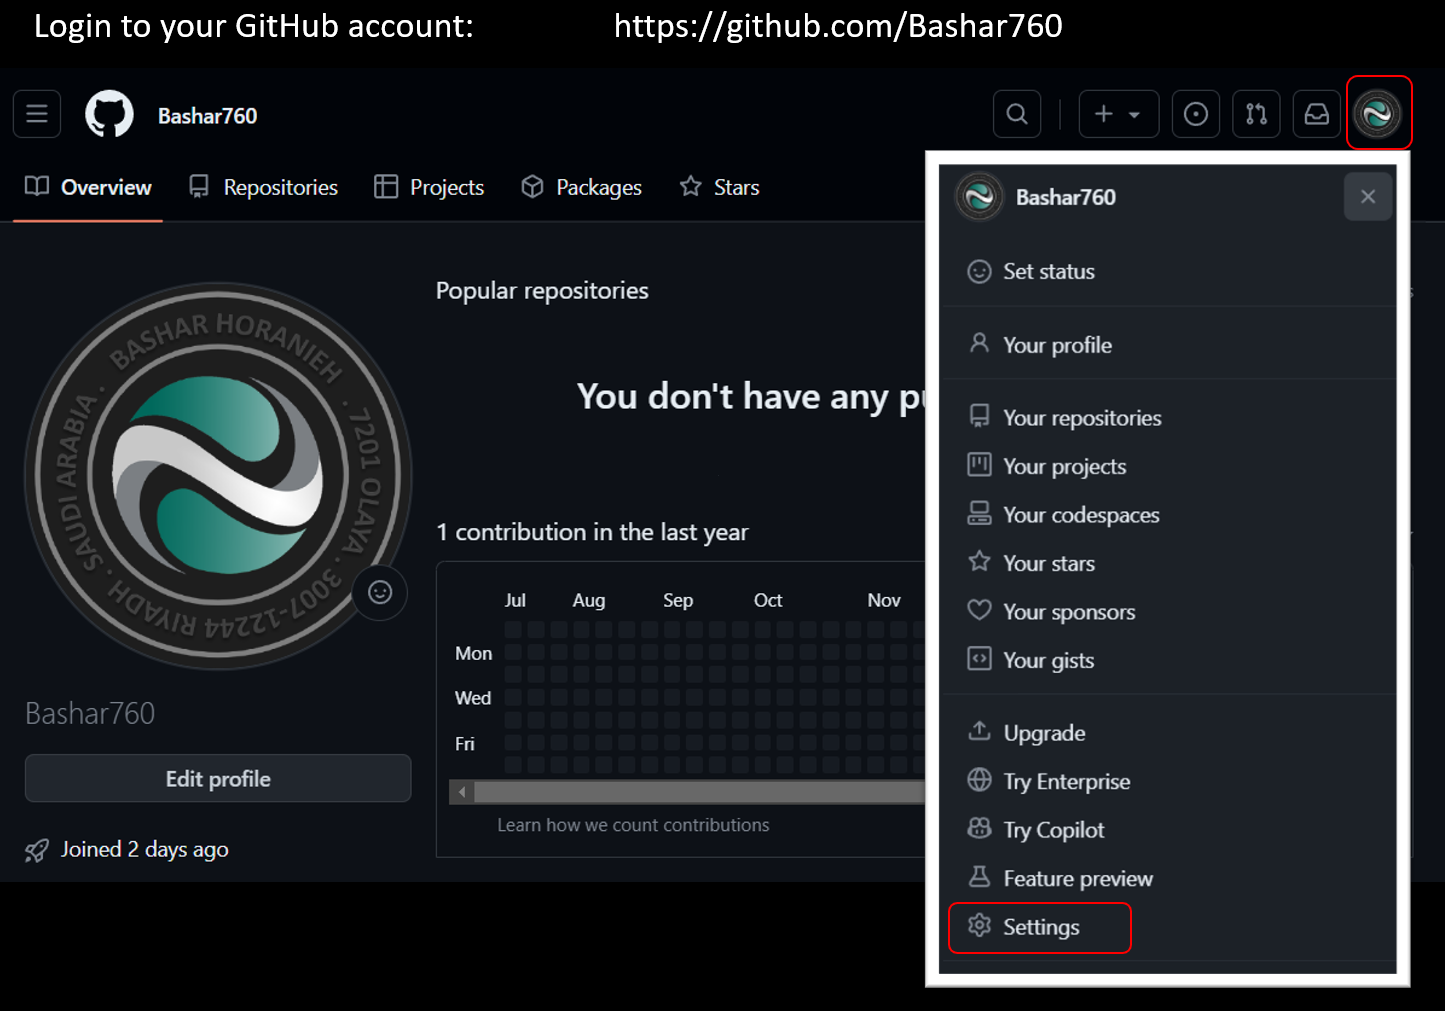 Login to your GitHub account: https://github.com/Bashar760
Bashar760
Overview Repositories Projects Packages Stars
BASHAR HORANIEH . 7201 OLAYA . 3007-12244 RIYADH . SAUDI ARABIA .
Bashar760
Edit profile
Joined 2 days ago
Popular repositories
You don't have any
1 contribution in the last year
Jul Aug Sep Oct Nov
Mon
Wed
Fri
Learn how we count contributions
Bashar760
Set status
Your profile
Your repositories
Your projects
Your codespaces
Your stars
Your sponsors
Your gists
Upgrade
Try Enterprise
Try Copilot
Feature preview
Settings